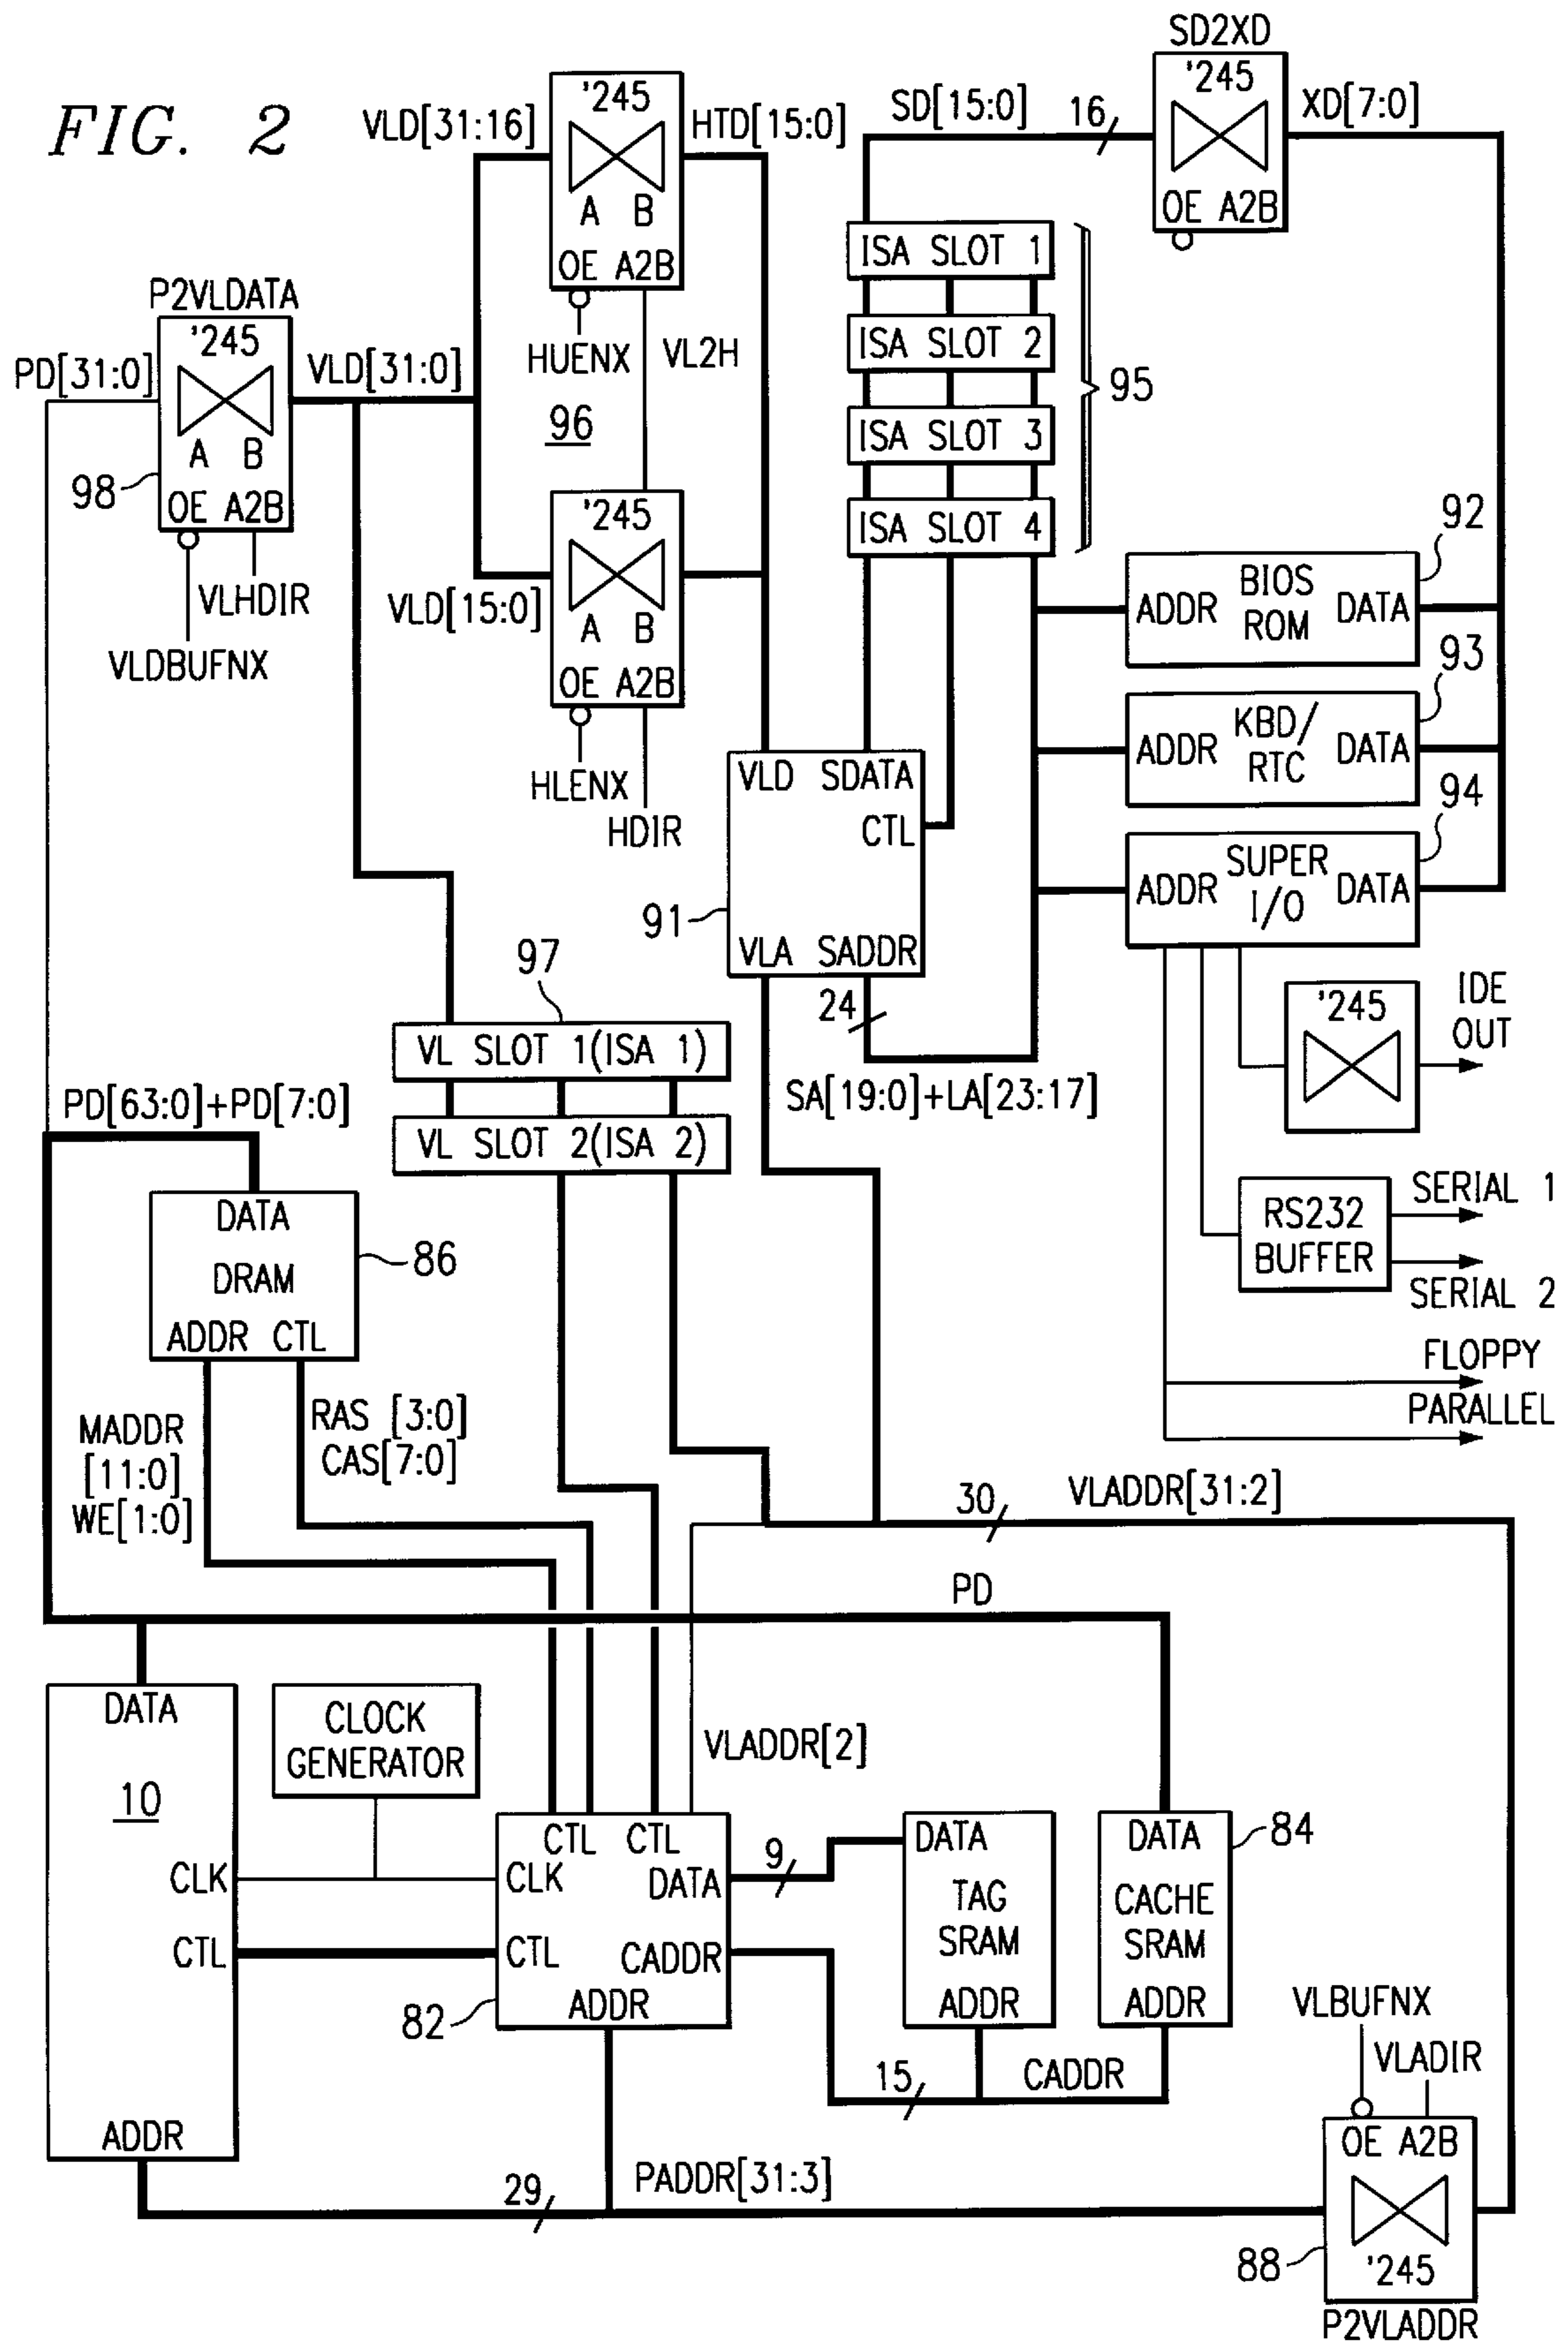 FIG. 2
SD2XD
'245
OE A2B
SD[15:0]
16
XD[7:0]
VLD[31:16]
'245
A B
OE A2B
HTD[15:0]
HUENX
VL2H
96
P2VLDATA
'245
A B
OE A2B
PD[31:0]
VLD[31:0]
98
VLHDIR
VLDBUFNX
VLD[15:0]
'245
A B
OE A2B
HLENX
HDIR
ISA SLOT 1
ISA SLOT 2
ISA SLOT 3
ISA SLOT 4
95
92
ADDR BIOS ROM DATA
93
ADDR KBD/ RTC DATA
94
ADDR SUPER I/O DATA
VLD SDATA
CTL
91
VLA SADDR
24
SA[19:0]+LA[23:17]
97
VL SLOT 1(ISA 1)
VL SLOT 2(ISA 2)
'245
IDE
OUT
RS232
BUFFER
SERIAL 1
SERIAL 2
FLOPPY
PARALLEL
PD[63:0]+PD[7:0]
DATA
DRAM
ADDR CTL
86
MADDR
[11:0]
WE[1:0]
RAS [3:0]
CAS[7:0]
30
VLADDR[31:2]
PD
DATA
10
CLK
CTL
ADDR
CLOCK
GENERATOR
VLADDR[2]
CTL CTL
CLK
DATA
CTL
CADDR
ADDR
82
9
DATA
TAG
SRAM
ADDR
DATA
CACHE
SRAM
ADDR
84
15
CADDR
VLBUFNX
VLADIR
OE A2B
'245
88
P2VLADDR
29
PADDR[31:3]